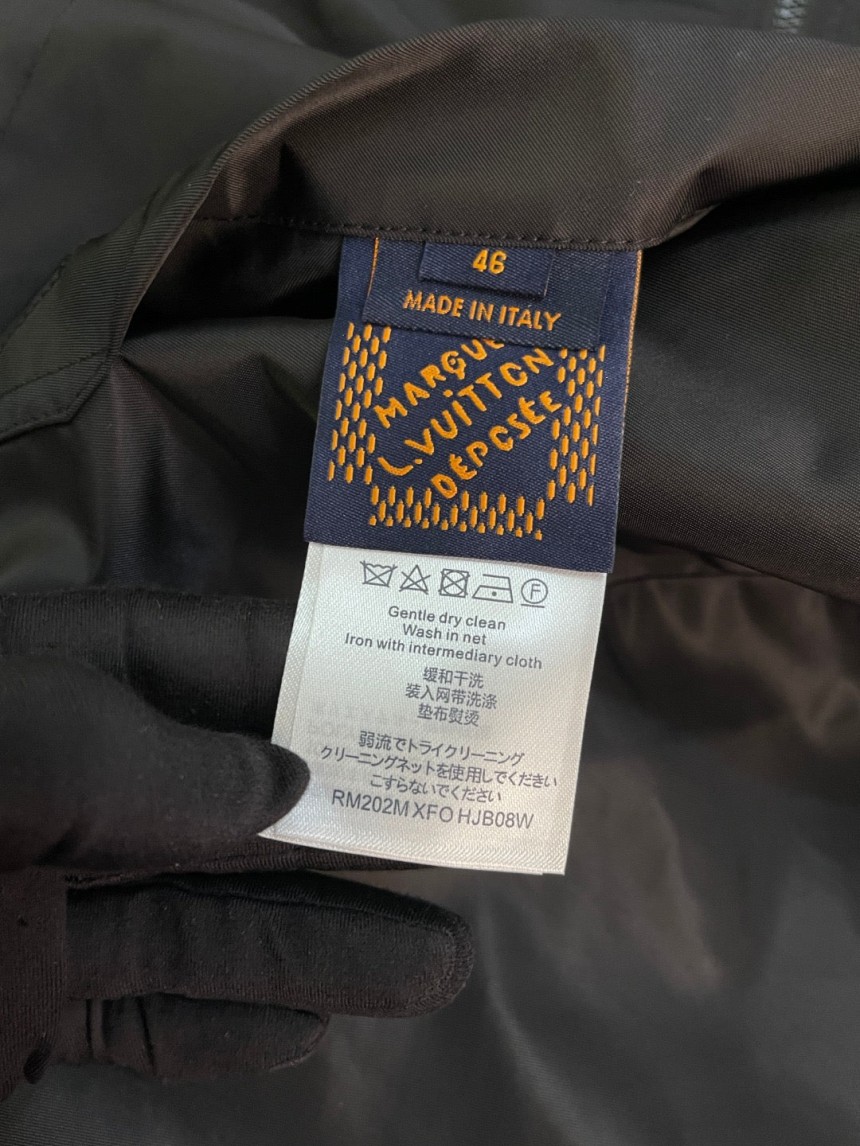 46
MADE IN ITALY
MARQUE
L.VUITTON
DÉPOSÉE
F
Gentle dry clean
Wash in net
Iron with intermediary cloth
缓和干洗
装入网带洗涤
垫布熨烫
弱流でトライクリーニング
クリーニングネットを使用しでください
こすらないでください
RM202M XFO HJB08W